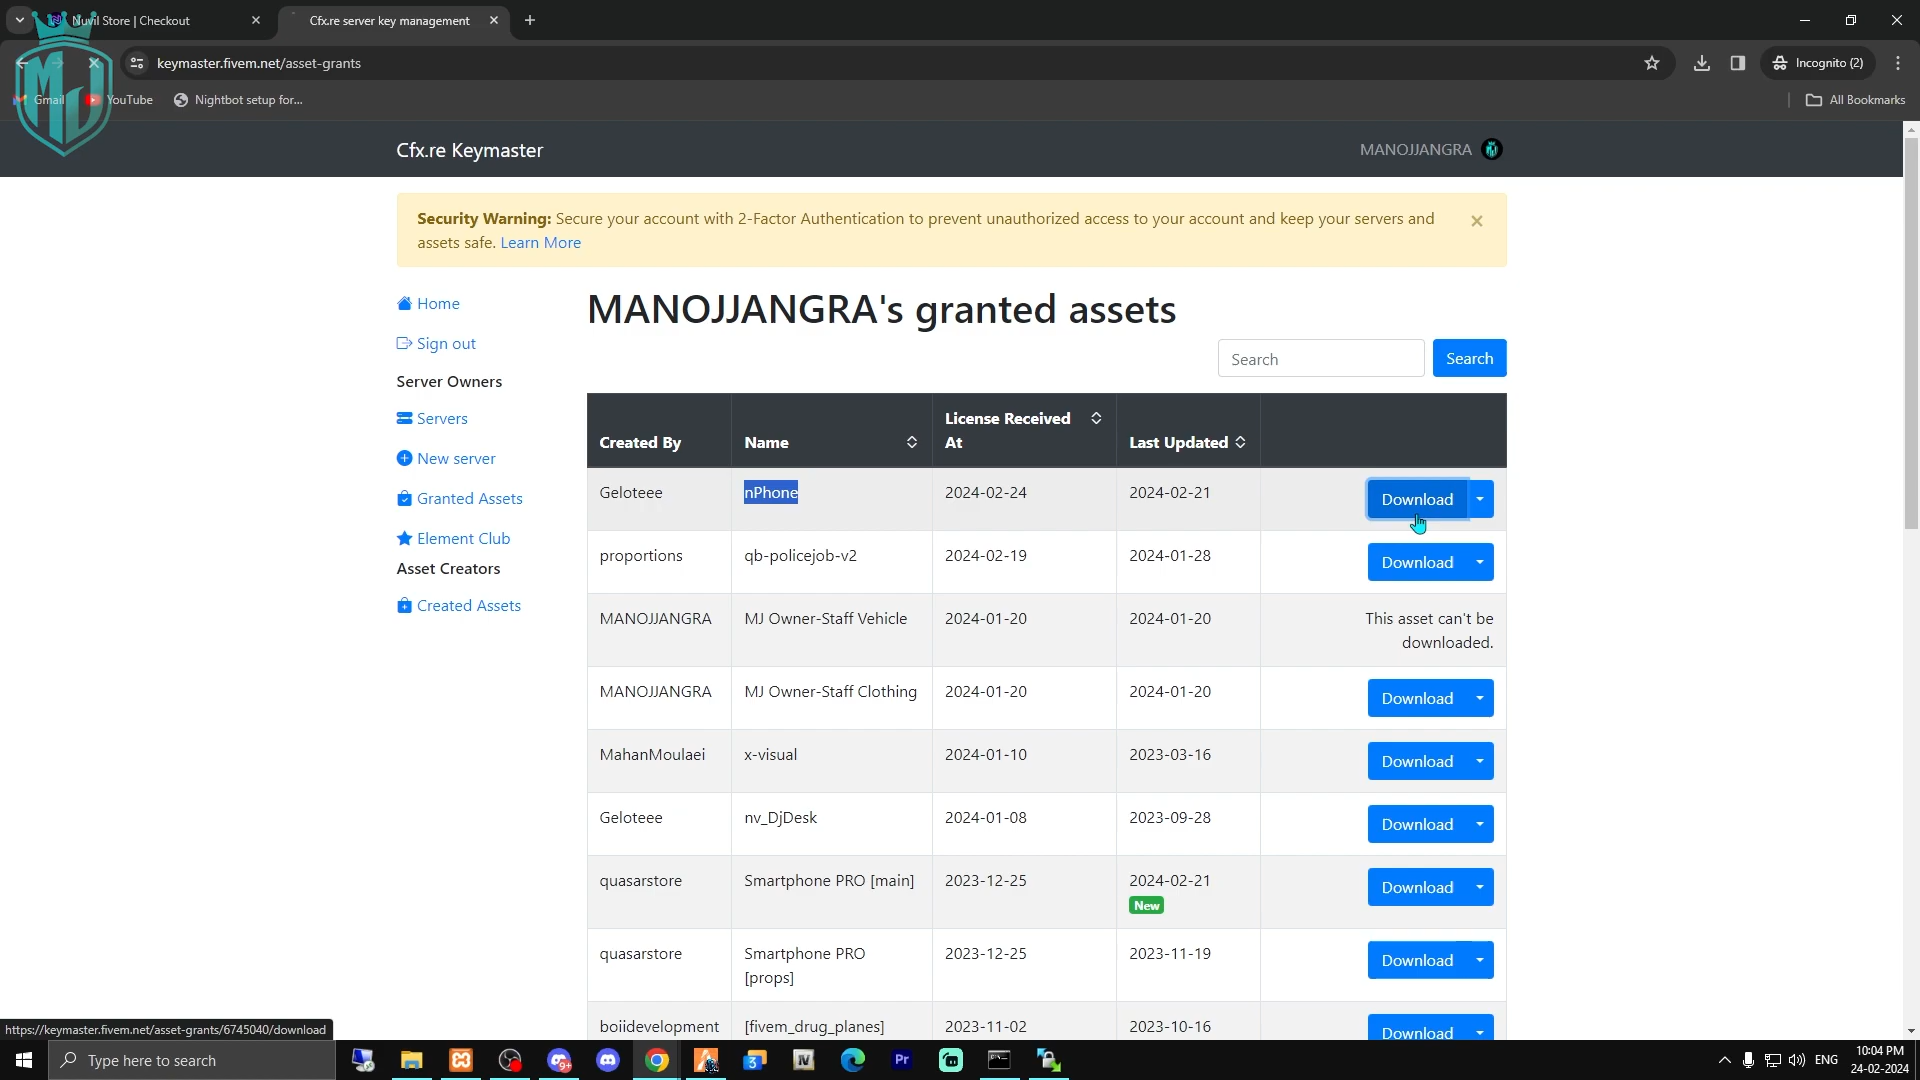 Nuvil Store | Checkout
Cfx.re server key management
keymaster.fivem.net/asset-grants
Incognito (2)
Gmail
YouTube
Nightbot setup for...
All Bookmarks
MJ
Cfx.re Keymaster
MANOJJANGRA
Security Warning: Secure your account with 2-Factor Authentication to prevent unauthorized access to your account and keep your servers and
assets safe. Learn More
Home
Sign out
Server Owners
Servers
New server
Granted Assets
Element Club
Asset Creators
Created Assets
MANOJJANGRA's granted assets
Search
Search
Created By Name License Received At Last Updated
Geloteee nPhone 2024-02-24 2024-02-21 Download
proportions qb-policejob-v2 2024-02-19 2024-01-28 Download
MANOJJANGRA MJ Owner-Staff Vehicle 2024-01-20 2024-01-20 This asset can't be
downloaded.
MANOJJANGRA MJ Owner-Staff Clothing 2024-01-20 2024-01-20 Download
MahanMoulaei x-visual 2024-01-10 2023-03-16 Download
Geloteee nv_DjDesk 2024-01-08 2023-09-28 Download
quasarstore Smartphone PRO [main] 2023-12-25 2024-02-21 Download
New
quasarstore Smartphone PRO 2023-12-25 2023-11-19 Download
[props]
boiidevelopment [fivem_drug_planes] 2023-11-02 2023-10-16 Download
https://keymaster.fivem.net/asset-grants/6745040/download
Type here to search
Pr
ENG
10:04 PM
24-02-2024